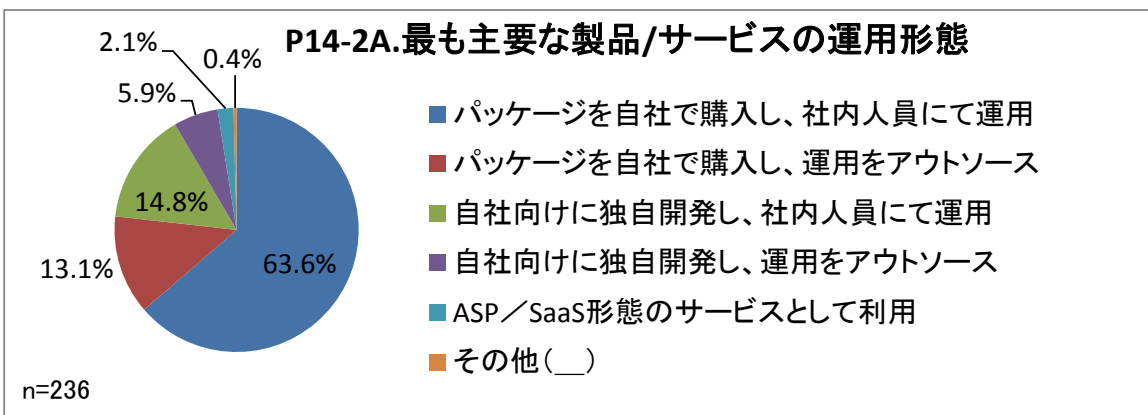 P14-2A.最も主要な製品/サービスの運用形態
2.1%
0.4%
5.9%
14.8%
13.1%
63.6%
パッケージを自社で購入し、社内人員にて運用
パッケージを自社で購入し、運用をアウトソース
自社向けに独自開発し、社内人員にて運用
自社向けに独自開発し、運用をアウトソース
ASP／SaaS形態のサービスとして利用
その他(__)
n=236